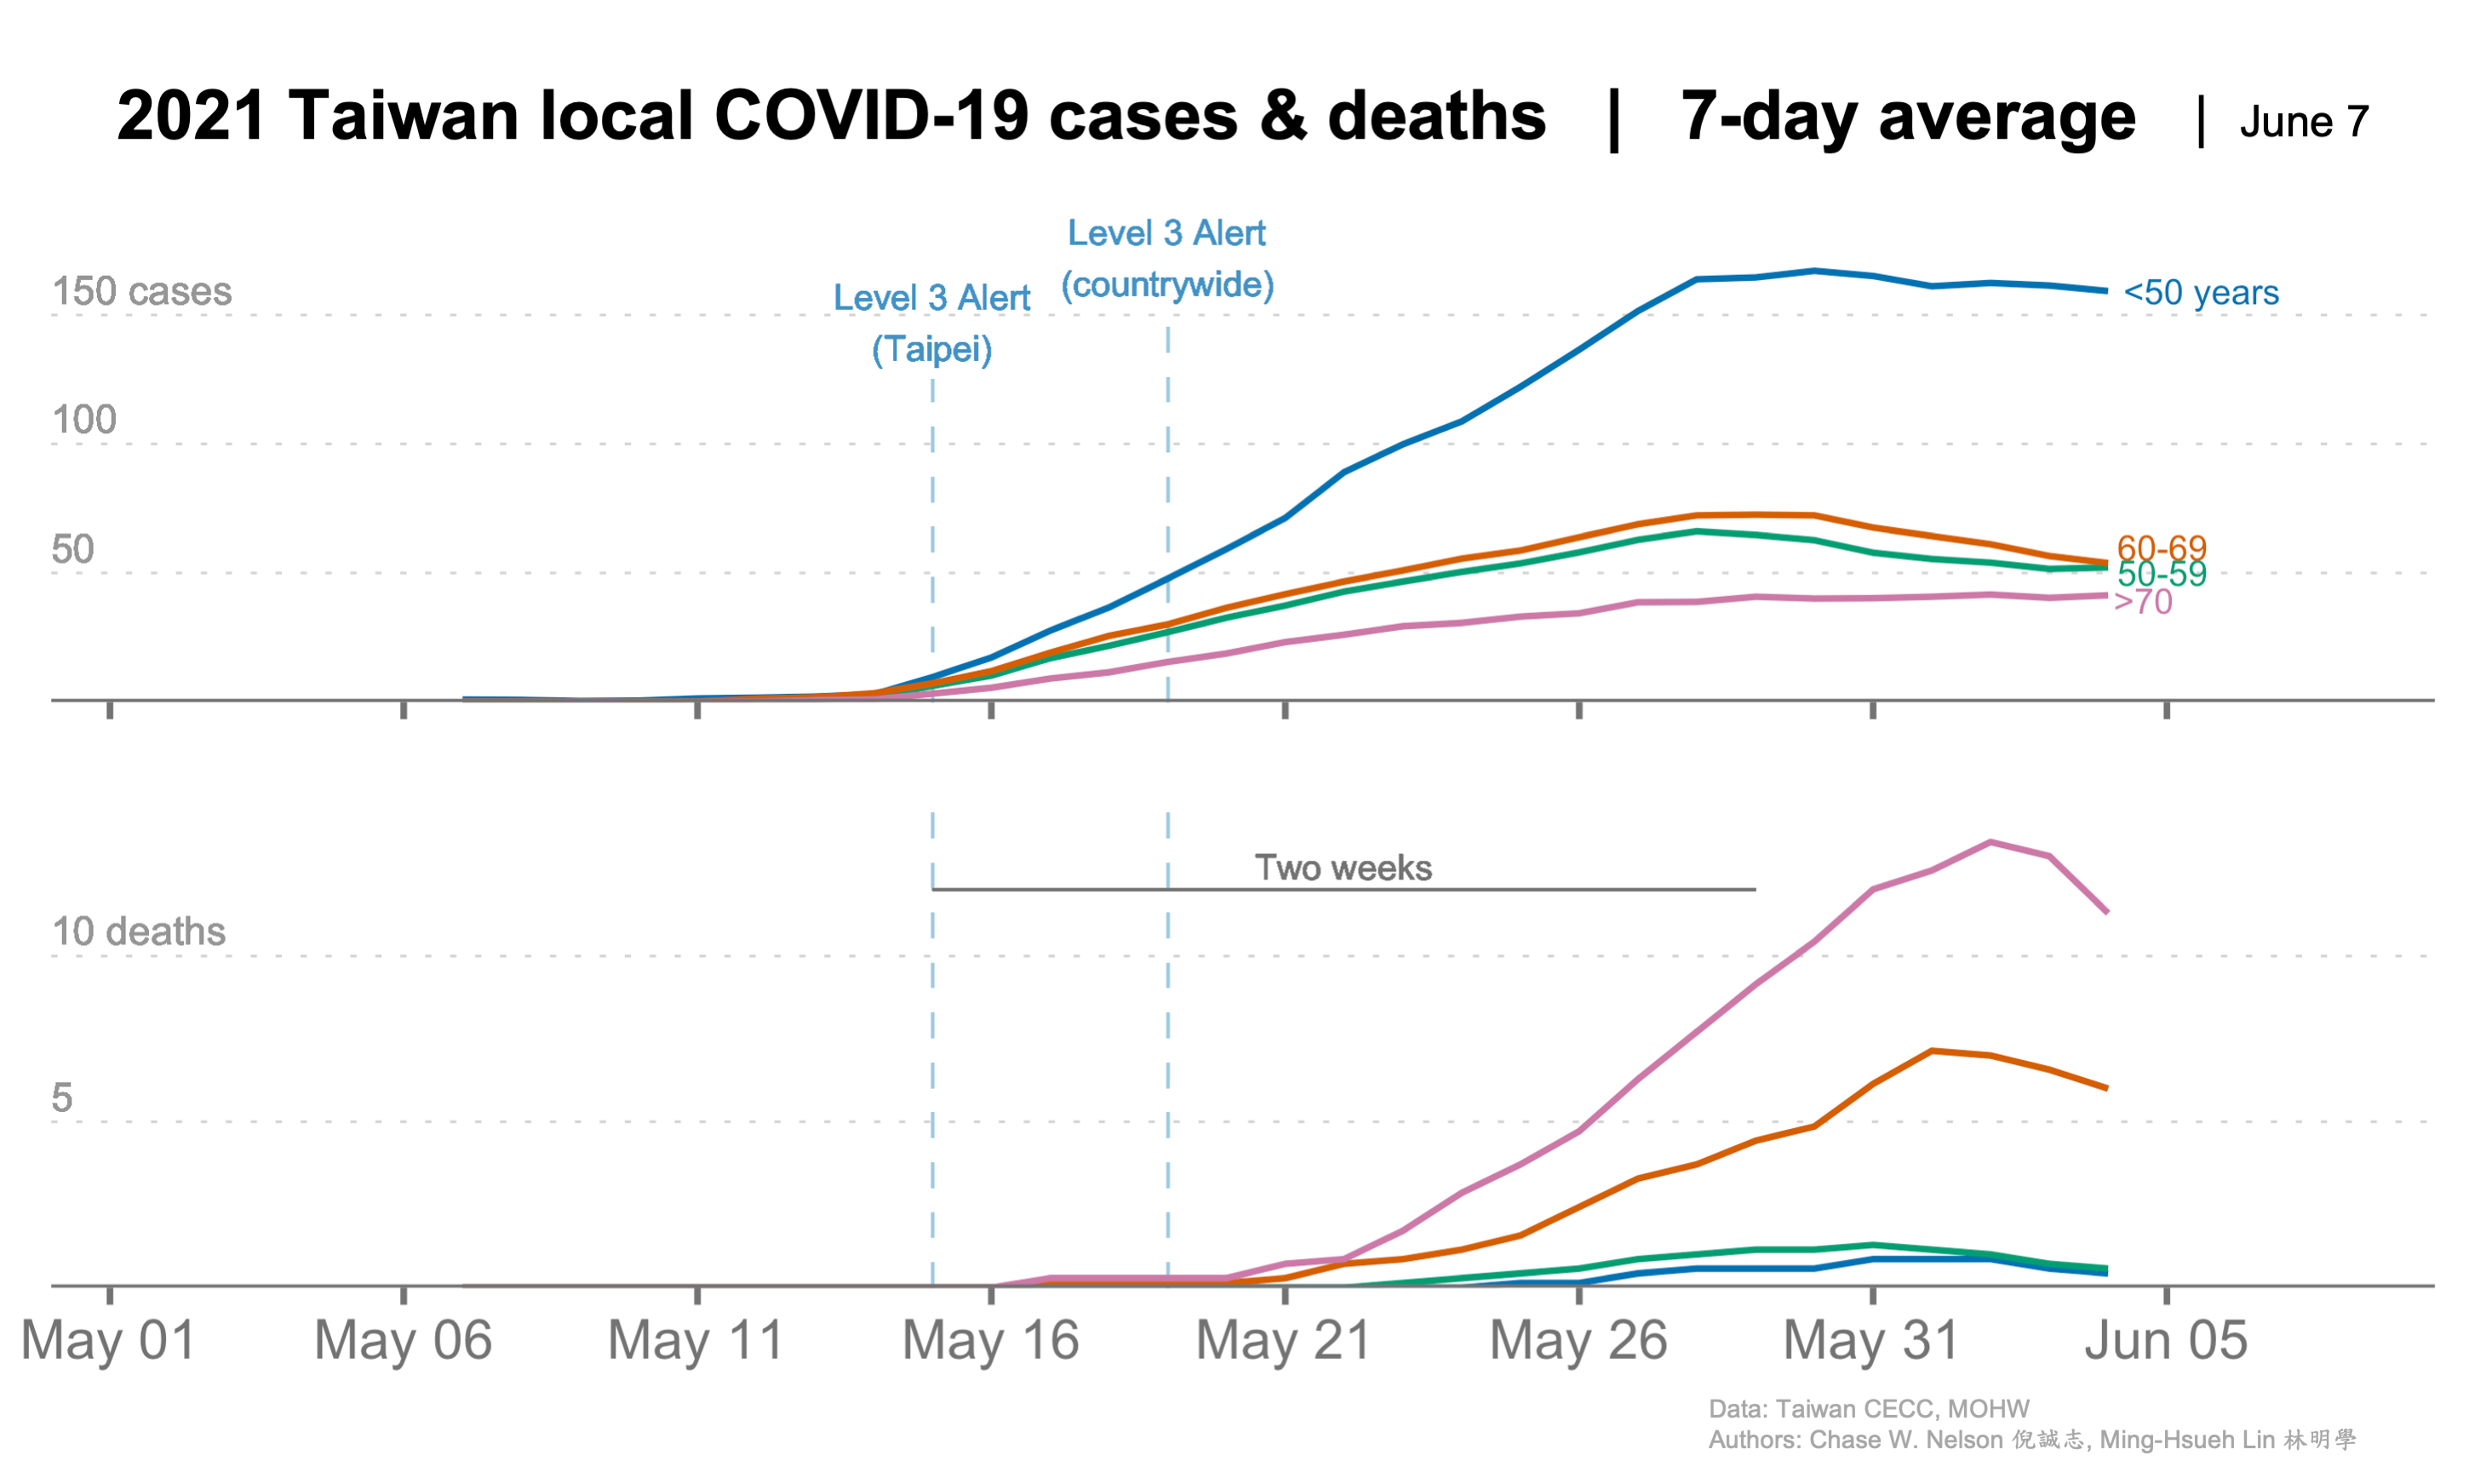 2021 Taiwan local COVID-19 cases & deaths | 7-day average | June 7
Level 3 Alert
(countrywide)
Level 3 Alert
(Taipei)
150 cases
100
50
<50 years
60-69
50-59
>70
Two weeks
10 deaths
5
May 01 May 06 May 11 May 16 May 21 May 26 May 31 Jun 05
Data: Taiwan CECC, MOHW
Authors: Chase W. Nelson 倪誠志, Ming-Hsueh Lin 林明學